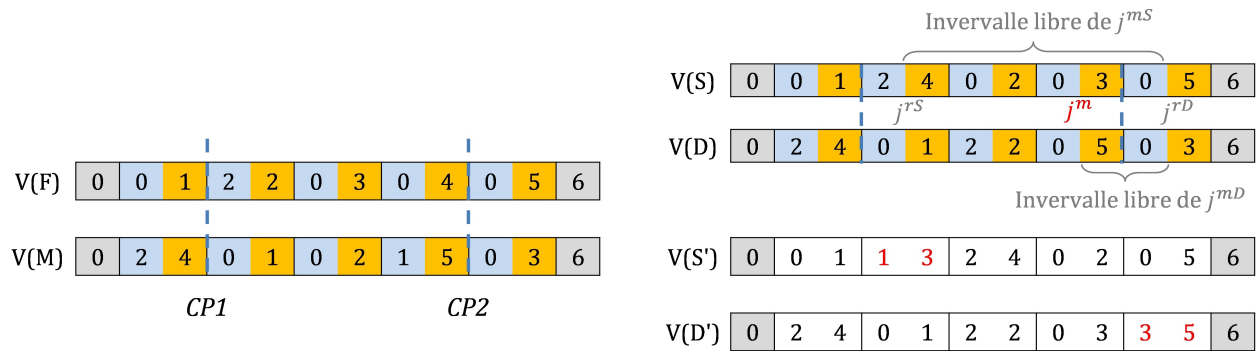 V(F) 0 0 1 2 2 0 3 0 4 0 5 6
V(M) 0 2 4 0 1 0 2 1 5 0 3 6
CP1 CP2
Invervalle libre de j^{mS}
V(S) 0 0 1 2 4 0 2 0 3 0 5 6
j^{rS} j^m j^{rD}
V(D) 0 2 4 0 1 2 2 0 5 0 3 6
Invervalle libre de j^{mD}
V(S') 0 0 1 1 3 2 4 0 2 0 5 6
V(D') 0 2 4 0 1 2 2 0 3 3 5 6